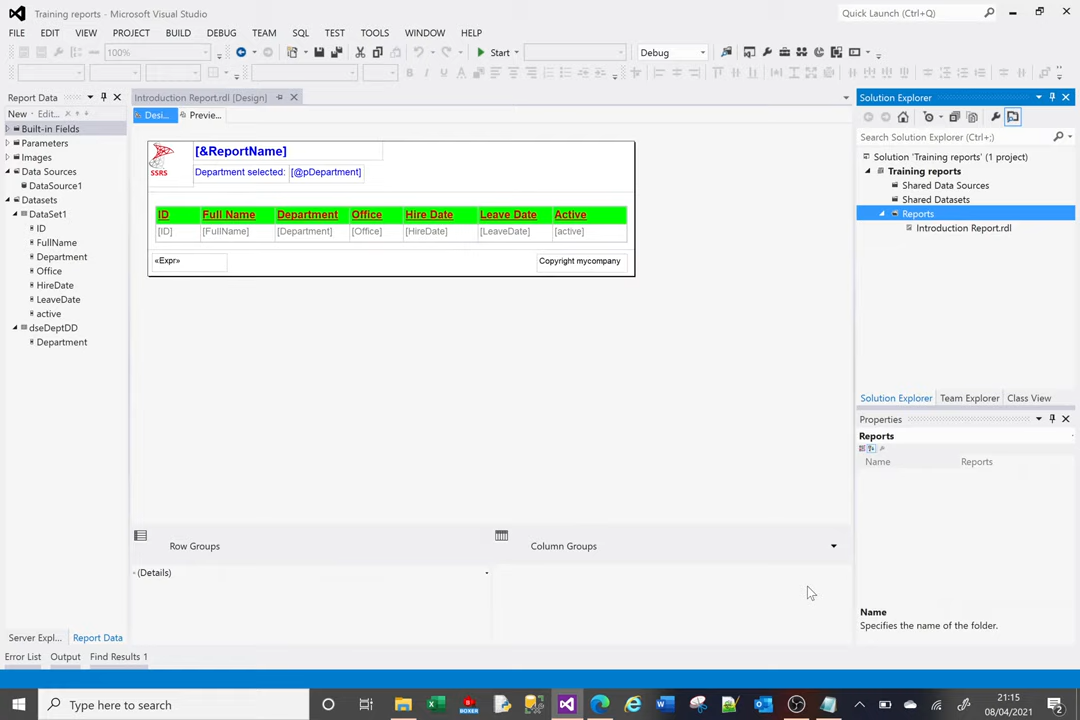 Training reports - Microsoft Visual Studio
Quick Launch (Ctrl+;)
FILE EDIT VIEW PROJECT BUILD DEBUG TEAM SQL TEST TOOLS WINDOW HELP
100% Start Debug
Report Data
Introduction Report.rdl [Design]
Solution Explorer
New Edit...
Desi... Previe...
Built-in Fields
Parameters
Images
Data Sources
DataSource1
Datasets
DataSet1
ID
FullName
Department
Office
HireDate
LeaveDate
active
dseDeptDD
Department
SSRS
[&ReportName]
Department selected: [@pDepartment]
ID Full Name Department Office Hire Date Leave Date Active
[ID] [FullName] [Department] [Office] [HireDate] [LeaveDate] [active]
«Expr» Copyright mycompany
Search Solution Explorer (Ctrl+;)
Solution 'Training reports' (1 project)
Training reports
Shared Data Sources
Shared Datasets
Reports
Introduction Report.rdl
Solution Explorer Team Explorer Class View
Properties
Reports
Name Reports
Row Groups Column Groups
(Details)
Name
Specifies the name of the folder.
Server Expl... Report Data
Error List Output Find Results 1
Type here to search
BOXER
21:15
08/04/2021
2